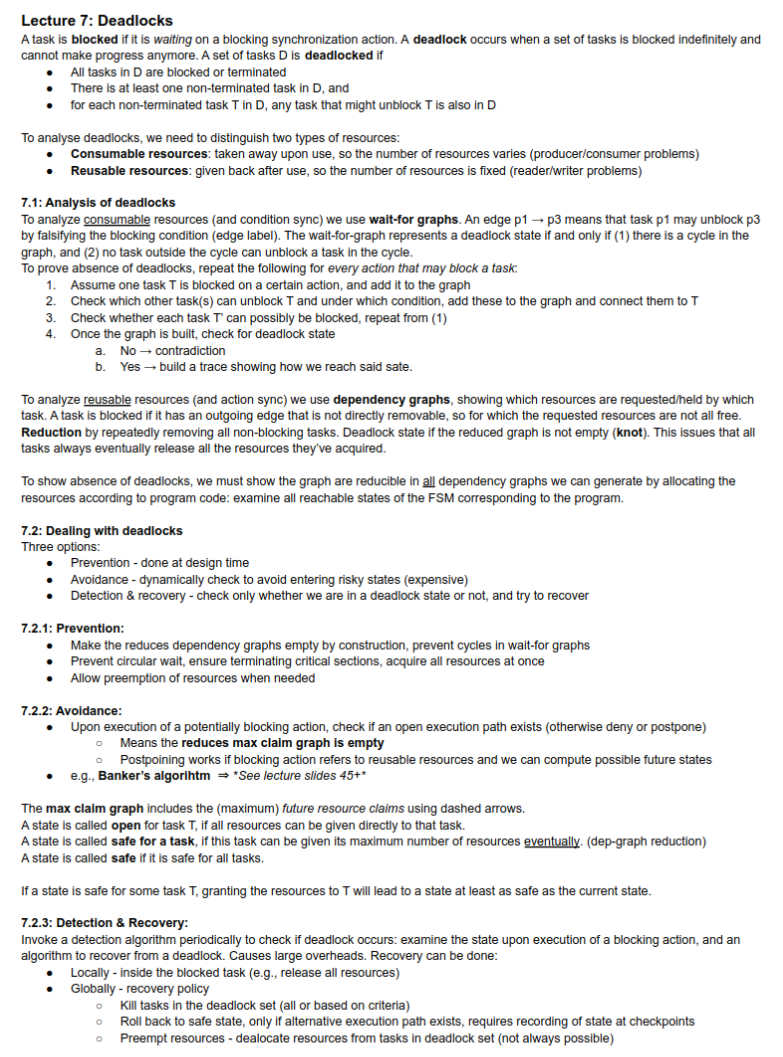 Lecture 7: Deadlocks
A task is blocked if it is waiting on a blocking synchronization action. A deadlock occurs when a set of tasks is blocked indefinitely and
cannot make progress anymore. A set of tasks D is deadlocked if
● All tasks in D are blocked or terminated
● There is at least one non-terminated task in D, and
● for each non-terminated task T in D, any task that might unblock T is also in D
To analyse deadlocks, we need to distinguish two types of resources:
● Consumable resources: taken away upon use, so the number of resources varies (producer/consumer problems)
● Reusable resources: given back after use, so the number of resources is fixed (reader/writer problems)
7.1: Analysis of deadlocks
To analyze consumable resources (and condition sync) we use wait-for graphs. An edge p1 → p3 means that task p1 may unblock p3
by falsifying the blocking condition (edge label). The wait-for-graph represents a deadlock state if and only if (1) there is a cycle in the
graph, and (2) no task outside the cycle can unblock a task in the cycle.
To prove absence of deadlocks, repeat the following for every action that may block a task:
1. Assume one task T is blocked on a certain action, and add it to the graph
2. Check which other task(s) can unblock T and under which condition, add these to the graph and connect them to T
3. Check whether each task T' can possibly be blocked, repeat from (1)
4. Once the graph is built, check for deadlock state
a. No → contradiction
b. Yes → build a trace showing how we reach said sate.
To analyze reusable resources (and action sync) we use dependency graphs, showing which resources are requested/held by which
task. A task is blocked if it has an outgoing edge that is not directly removable, so for which the requested resources are not all free.
Reduction by repeatedly removing all non-blocking tasks. Deadlock state if the reduced graph is not empty (knot). This issues that all
tasks always eventually release all the resources they've acquired.
To show absence of deadlocks, we must show the graph are reducible in all dependency graphs we can generate by allocating the
resources according to program code: examine all reachable states of the FSM corresponding to the program.
7.2: Dealing with deadlocks
Three options:
● Prevention - done at design time
● Avoidance - dynamically check to avoid entering risky states (expensive)
● Detection & recovery - check only whether we are in a deadlock state or not, and try to recover
7.2.1: Prevention:
● Make the reduces dependency graphs empty by construction, prevent cycles in wait-for graphs
● Prevent circular wait, ensure terminating critical sections, acquire all resources at once
● Allow preemption of resources when needed
7.2.2: Avoidance:
● Upon execution of a potentially blocking action, check if an open execution path exists (otherwise deny or postpone)
○ Means the reduces max claim graph is empty
○ Postpoining works if blocking action refers to reusable resources and we can compute possible future states
● e.g., Banker's algorihtm ⇒ *See lecture slides 45+*
The max claim graph includes the (maximum) future resource claims using dashed arrows.
A state is called open for task T, if all resources can be given directly to that task.
A state is called safe for a task, if this task can be given its maximum number of resources eventually. (dep-graph reduction)
A state is called safe if it is safe for all tasks.
If a state is safe for some task T, granting the resources to T will lead to a state at least as safe as the current state.
7.2.3: Detection & Recovery:
Invoke a detection algorithm periodically to check if deadlock occurs: examine the state upon execution of a blocking action, and an
algorithm to recover from a deadlock. Causes large overheads. Recovery can be done:
● Locally - inside the blocked task (e.g., release all resources)
● Globally - recovery policy
○ Kill tasks in the deadlock set (all or based on criteria)
○ Roll back to safe state, only if alternative execution path exists, requires recording of state at checkpoints
○ Preempt resources - dealocate resources from tasks in deadlock set (not always possible)